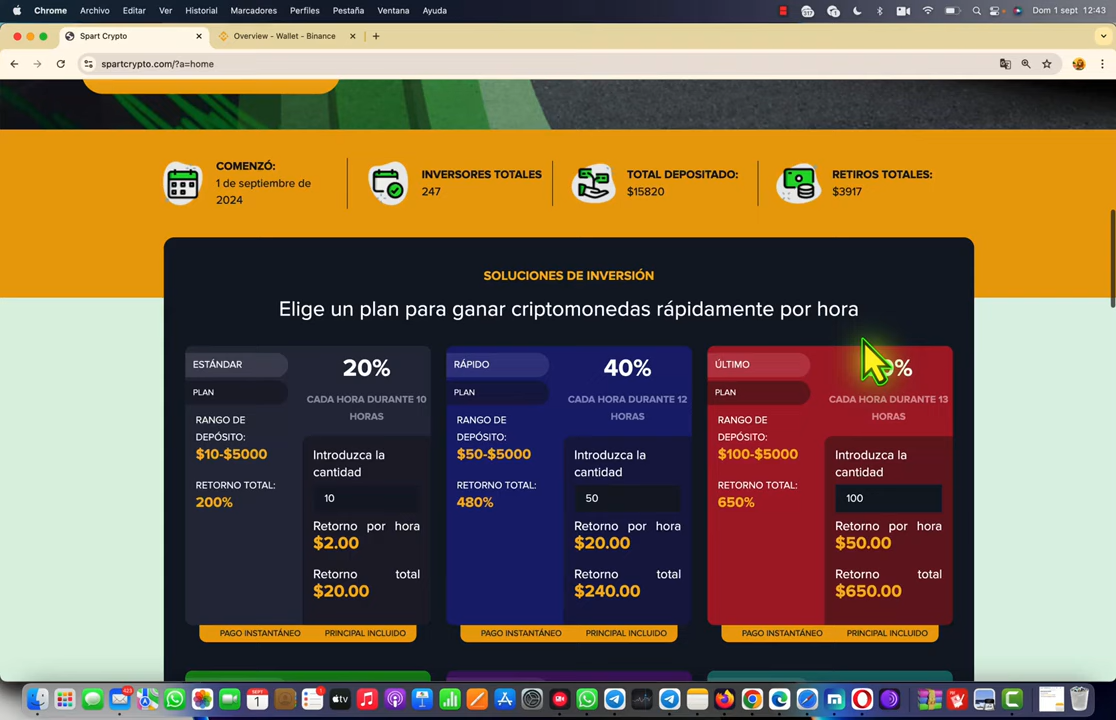 Chrome Archivo Editar Ver Historial Marcadores Perfiles Pestaña Ventana Ayuda Dom 1 sept 12:43
Spart Crypto Overview - Wallet - Binance
spartcrypto.com/?a=home
COMENZÓ:
1 de septiembre de
2024
INVERSORES TOTALES
247
TOTAL DEPOSITADO:
$15820
RETIROS TOTALES:
$3917
SOLUCIONES DE INVERSIÓN
Elige un plan para ganar criptomonedas rápidamente por hora
ESTÁNDAR
PLAN
20%
CADA HORA DURANTE 10
HORAS
RANGO DE
DEPÓSITO:
$10-$5000
RETORNO TOTAL:
200%
Introduzca la
cantidad
10
Retorno por hora
$2.00
Retorno total
$20.00
PAGO INSTANTÁNEO PRINCIPAL INCLUIDO
RÁPIDO
PLAN
40%
CADA HORA DURANTE 12
HORAS
RANGO DE
DEPÓSITO:
$50-$5000
RETORNO TOTAL:
480%
Introduzca la
cantidad
50
Retorno por hora
$20.00
Retorno total
$240.00
PAGO INSTANTÁNEO PRINCIPAL INCLUIDO
ÚLTIMO
PLAN
CADA HORA DURANTE 13
HORAS
RANGO DE
DEPÓSITO:
$100-$5000
RETORNO TOTAL:
650%
Introduzca la
cantidad
100
Retorno por hora
$50.00
Retorno total
$650.00
PAGO INSTANTÁNEO PRINCIPAL INCLUIDO